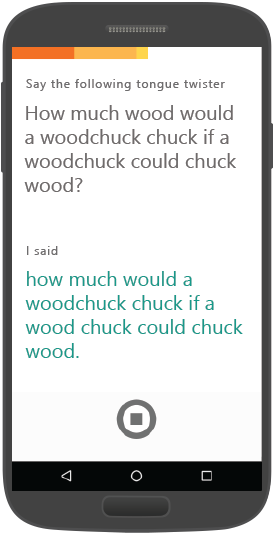 Say the following tongue twister
How much wood would
a woodchuck chuck if a
woodchuck could chuck
wood?
I said
how much would a
woodchuck chuck if a
wood chuck could chuck
wood.